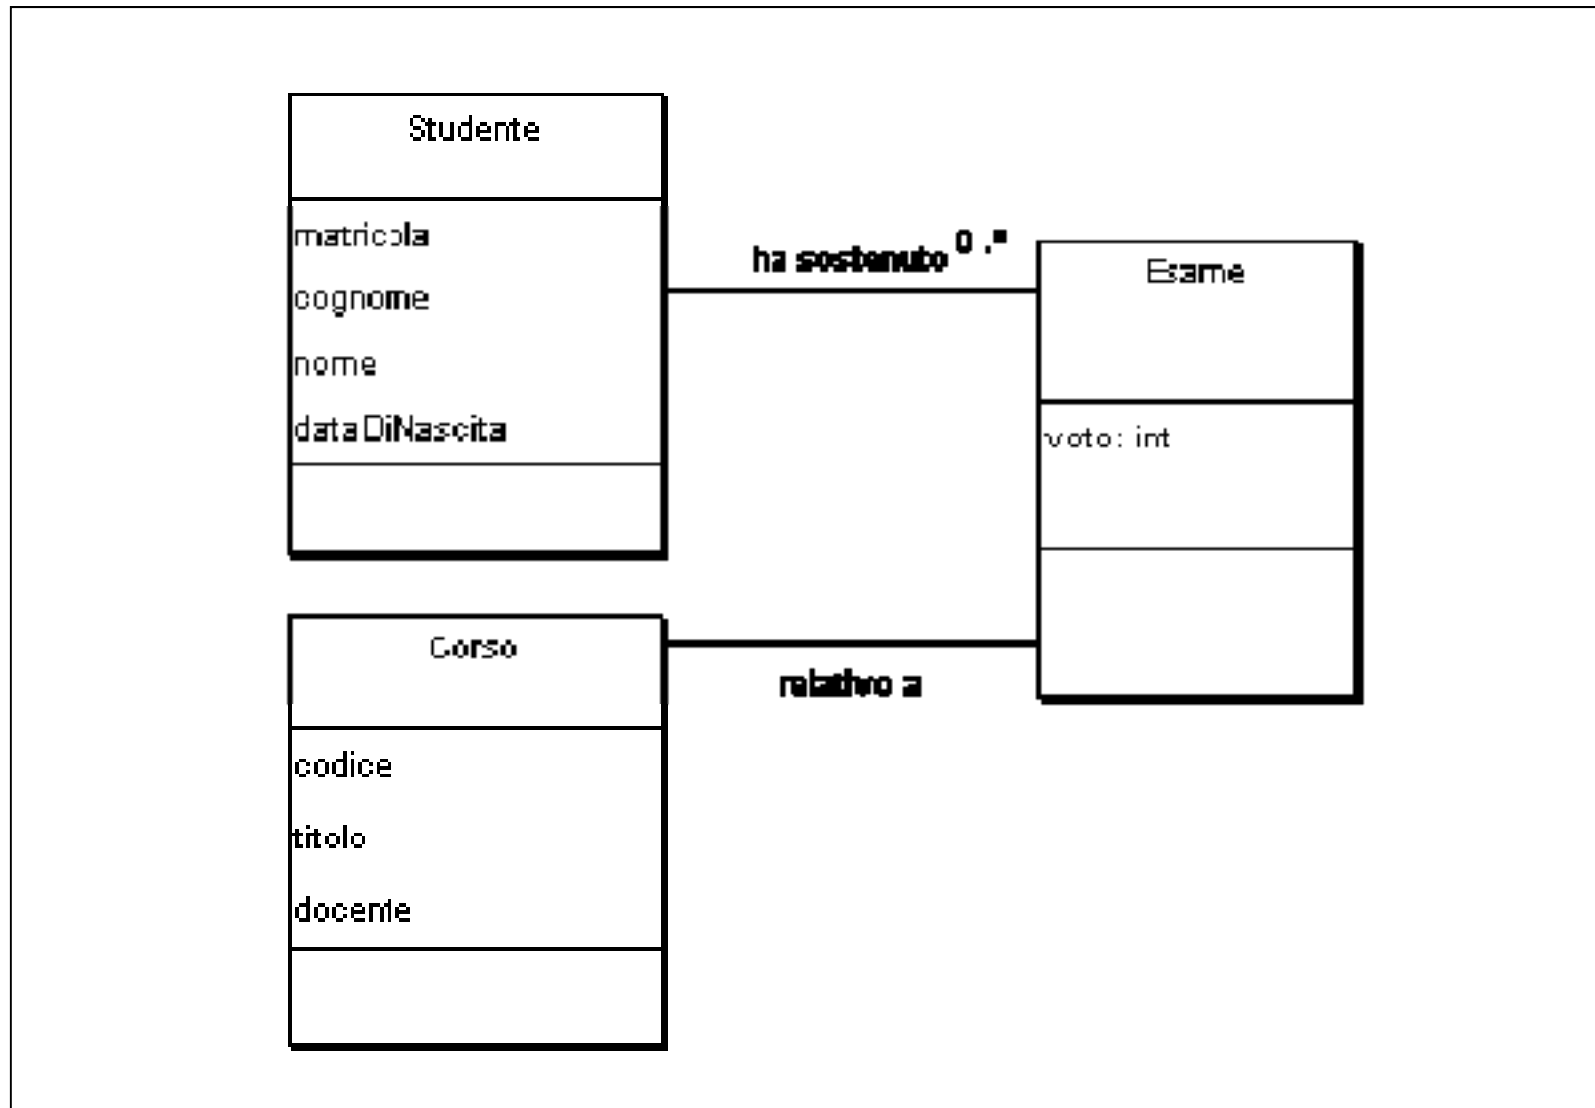 Studente
matricola
cognome
nome
dataDiNascita
ha sostenuto 0..*
Esame
voto: int
Corso
relativo a
codice
titolo
docente